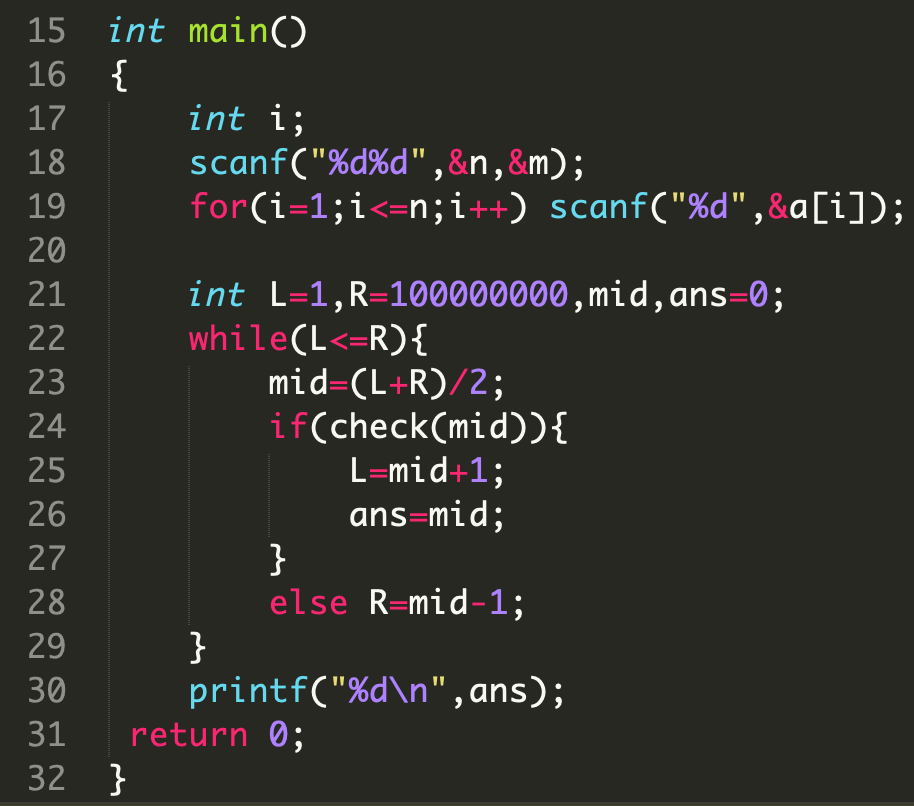 15 int main()
16 {
17     int i;
18     scanf("%d%d",&n,&m);
19     for(i=1;i<=n;i++) scanf("%d",&a[i]);
20
21     int L=1,R=100000000,mid,ans=0;
22     while(L<=R){
23         mid=(L+R)/2;
24         if(check(mid)){
25             L=mid+1;
26             ans=mid;
27         }
28         else R=mid-1;
29     }
30     printf("%d\n",ans);
31  return 0;
32 }